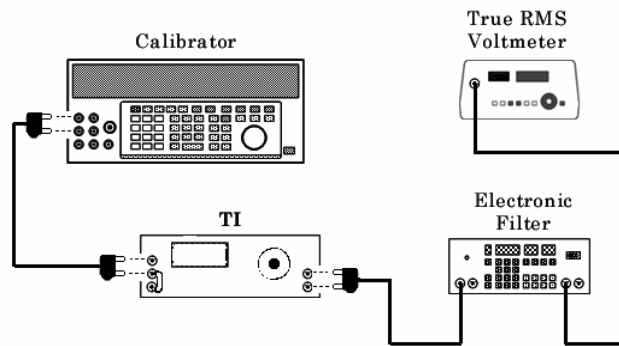 Calibrator
True RMS
Voltmeter
TI
Electronic
Filter